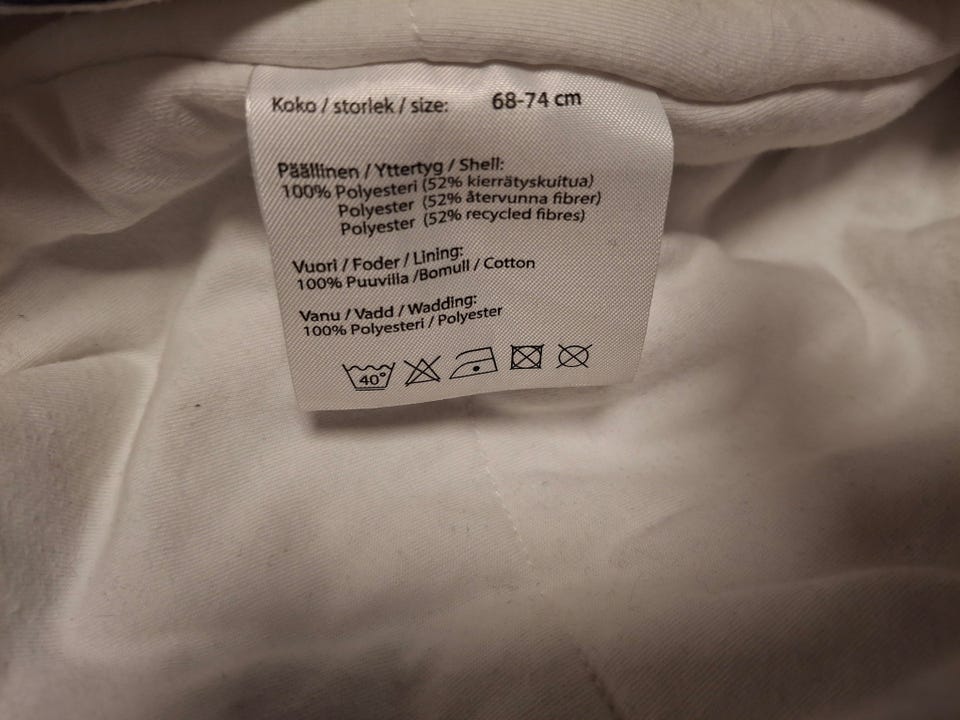 Koko / storlek / size: 68-74 cm
Päällinen / Yttertyg / Shell:
100% Polyesteri (52% kierrätyskuitua)
Polyester (52% återvunna fibrer)
Polyester (52% recycled fibres)
Vuori / Foder / Lining:
100% Puuvilla /Bomull / Cotton
Vanu / Vadd / Wadding:
100% Polyesteri / Polyester
40°